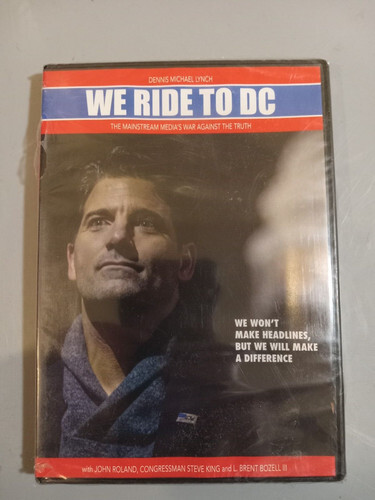 DENNIS MICHAEL LYNCH
WE RIDE TO DC
THE MAINSTREAM MEDIA'S WAR AGAINST THE TRUTH
WE WON'T
MAKE HEADLINES,
BUT WE WILL MAKE
A DIFFERENCE
with JOHN ROLAND, CONGRESSMAN STEVE KING and L. BRENT BOZELL III